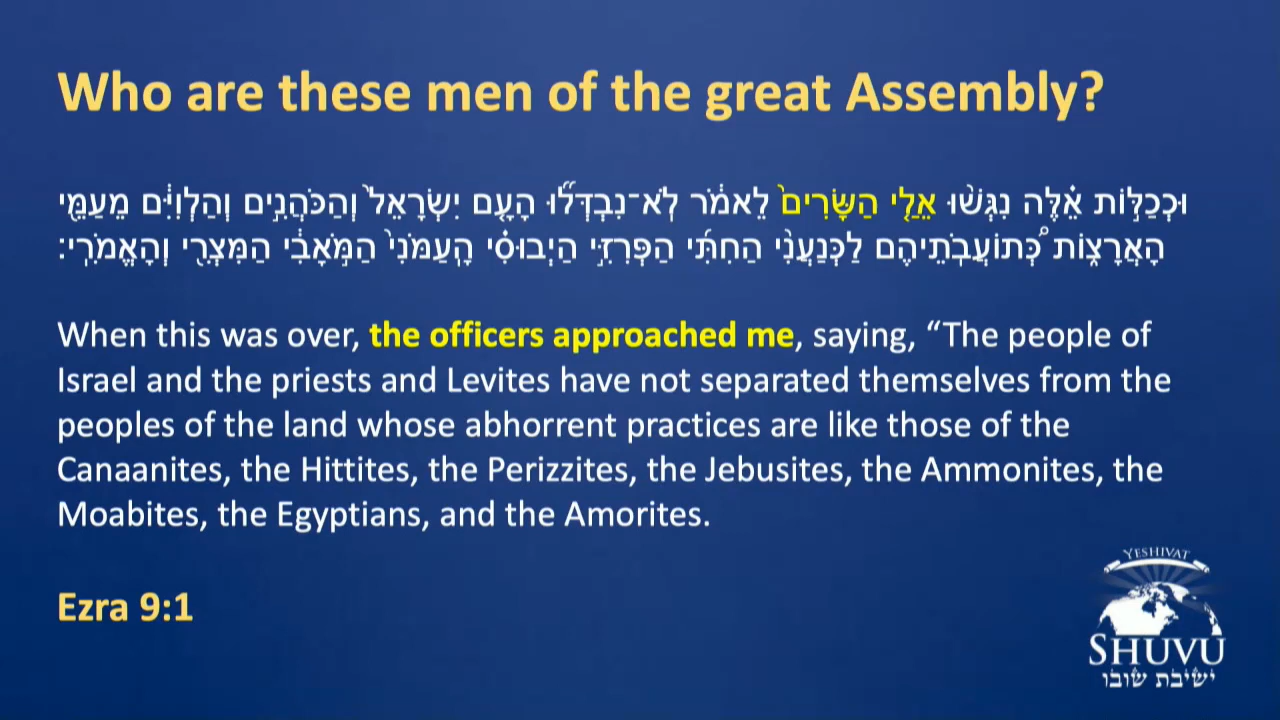 Who are these men of the great Assembly?
וּכְכַלּ֣וֹת אֵ֗לֶּה נִגְּשׁ֨וּ אֵלַ֤י הַשָּׂרִים֙ לֵאמֹ֔ר לֹֽא־נִבְדְּל֞וּ הָעָ֤ם יִשְׂרָאֵל֙ וְהַכֹּהֲנִ֣ים וְהַלְוִיִּ֔ם מֵעַמֵּ֖י
הָאֲרָצ֑וֹת כְּ֠תוֹעֲבֹֽתֵיהֶם לַכְּנַעֲנִ֨י הַחִתִּ֜י הַפְּרִזִּ֣י הַיְבוּסִ֗י הָֽעַמֹּנִי֙ הַמֹּ֣אָבִ֔י הַמִּצְרִ֖י וְהָאֱמֹרִֽי׃
When this was over, the officers approached me, saying, “The people of
Israel and the priests and Levites have not separated themselves from the
peoples of the land whose abhorrent practices are like those of the
Canaanites, the Hittites, the Perizzites, the Jebusites, the Ammonites, the
Moabites, the Egyptians, and the Amorites.
Ezra 9:1
YESHIVAT
SHUVU
ישׁיבת שׁובו